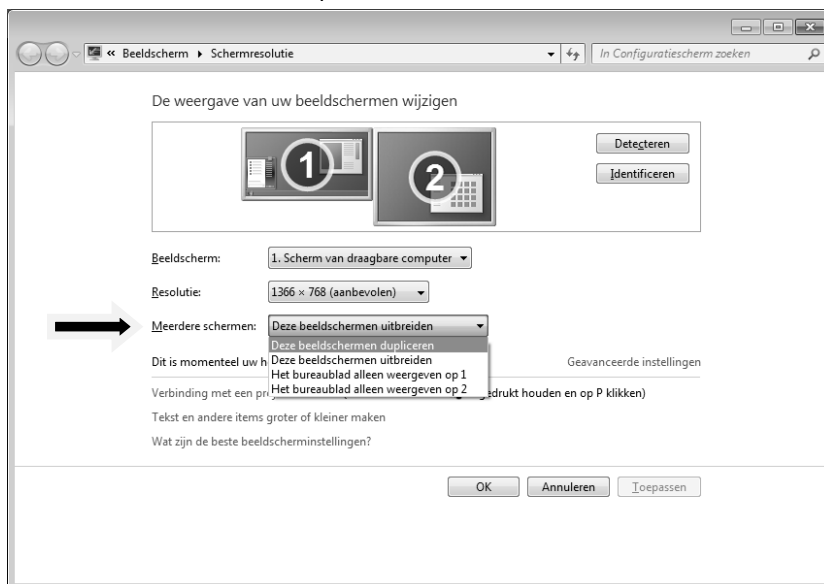 « Beeldscherm ▸ Schermresolutie
In Configuratiescherm zoeken
De weergave van uw beeldschermen wijzigen
1
2
Detecteren
Identificeren
Beeldscherm: 1. Scherm van draagbare computer
Resolutie: 1366 × 768 (aanbevolen)
Meerdere schermen: Deze beeldschermen uitbreiden
Deze beeldschermen dupliceren
Deze beeldschermen uitbreiden
Het bureaublad alleen weergeven op 1
Het bureaublad alleen weergeven op 2
Dit is momenteel uw
Geavanceerde instellingen
Verbinding met een
houden en op P klikken)
Tekst en andere items groter of kleiner maken
Wat zijn de beste beeldscherminstellingen?
OK Annuleren Toepassen